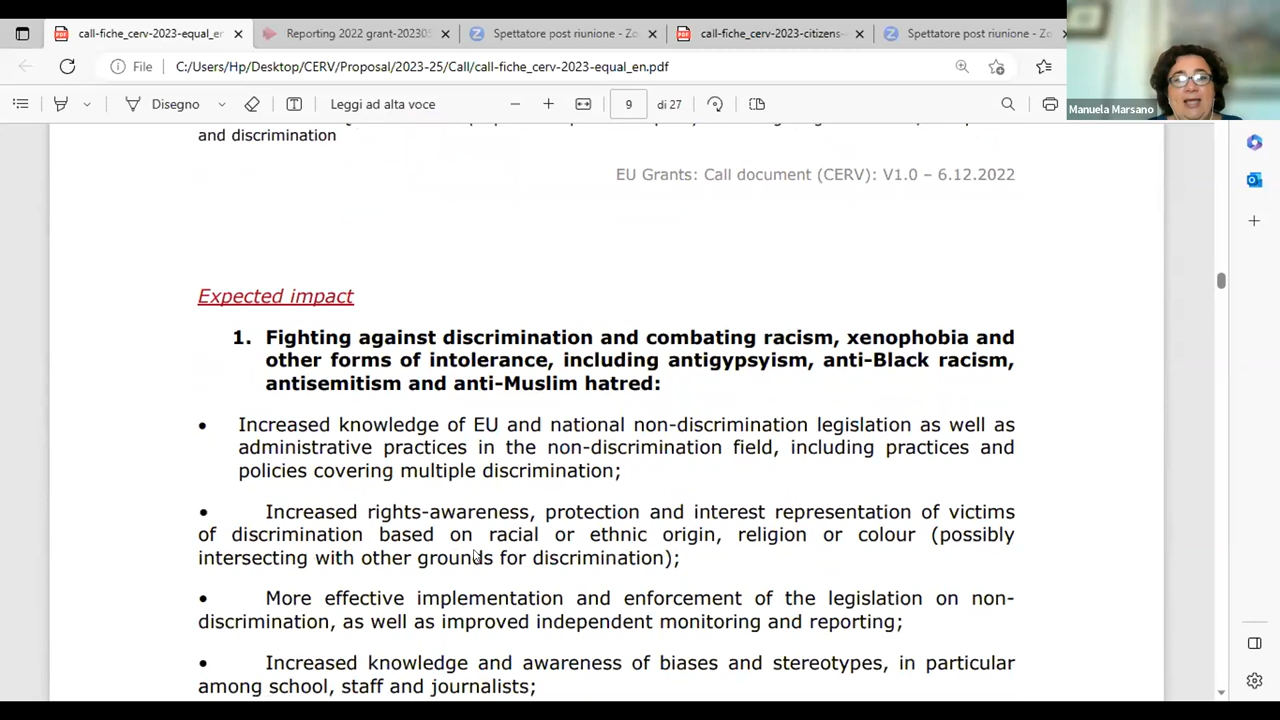 call-fiche_cerv-2023-equal_er
Reporting 2022 grant-202305
Spettatore post riunione - Zo
call-fiche_cerv-2023-citizens-
Spettatore post riunione - Zo
File C:/Users/Hp/Desktop/CERV/Proposal/2023-25/Call/call-fiche_cerv-2023-equal_en.pdf
Manuela Marsano
Disegno
Leggi ad alta voce
9 di 27
and discrimination
EU Grants: Call document (CERV): V1.0 – 6.12.2022
Expected impact
1. Fighting against discrimination and combating racism, xenophobia and
other forms of intolerance, including antigypsyism, anti-Black racism,
antisemitism and anti-Muslim hatred:
• Increased knowledge of EU and national non-discrimination legislation as well as
administrative practices in the non-discrimination field, including practices and
policies covering multiple discrimination;
• Increased rights-awareness, protection and interest representation of victims
of discrimination based on racial or ethnic origin, religion or colour (possibly
intersecting with other grounds for discrimination);
• More effective implementation and enforcement of the legislation on non-
discrimination, as well as improved independent monitoring and reporting;
• Increased knowledge and awareness of biases and stereotypes, in particular
among school, staff and journalists;